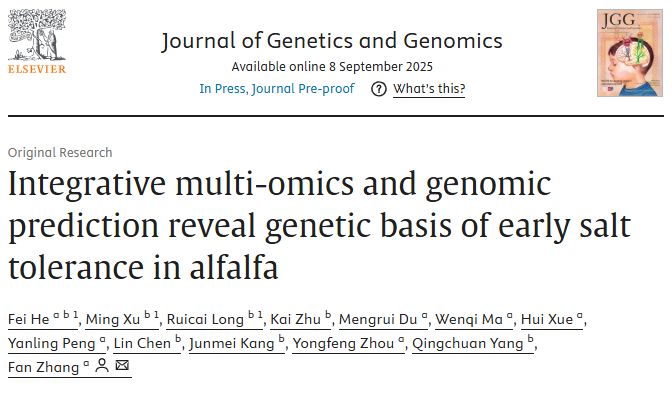 Journal of Genetics and Genomics
JGG
Available online 8 September 2025
ELSEVIER
In Press, Journal Pre-proof
What's this?
Original Research
Integrative multi-omics and genomic
prediction reveal genetic basis of early salt
tolerance in alfalfa
Fei He a b 1, Ming Xu b 1, Ruicai Long b 1, Kai Zhu b, Mengrui Du a, Wenqi Ma a, Hui Xue a,
Yanling Peng a, Lin Chen b, Junmei Kang b, Yongfeng Zhou a, Qingchuan Yang b,
Fan Zhang a